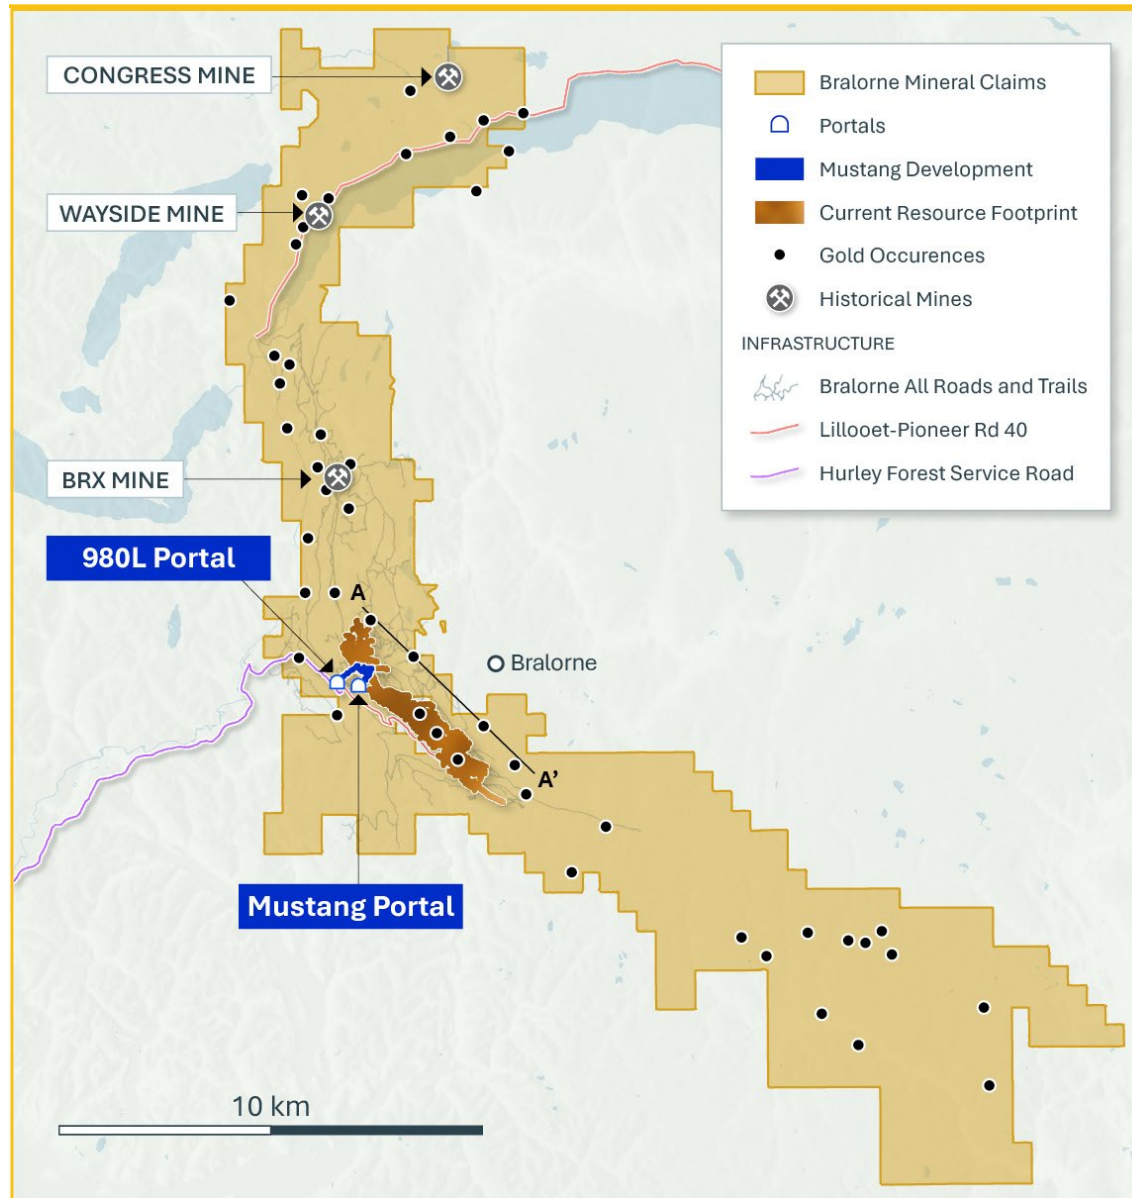 CONGRESS MINE
WAYSIDE MINE
BRX MINE
980L Portal
A
Bralorne
A’
Mustang Portal
10 km
Bralorne Mineral Claims
Portals
Mustang Development
Current Resource Footprint
Gold Occurences
Historical Mines
INFRASTRUCTURE
Bralorne All Roads and Trails
Lillooet-Pioneer Rd 40
Hurley Forest Service Road